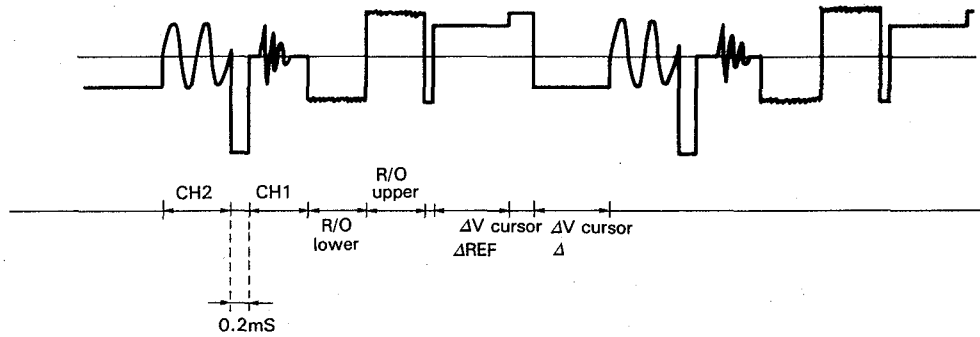 CH2
CH1
R/O
lower
R/O
upper
ΔV cursor
ΔREF
ΔV cursor
Δ
0.2mS